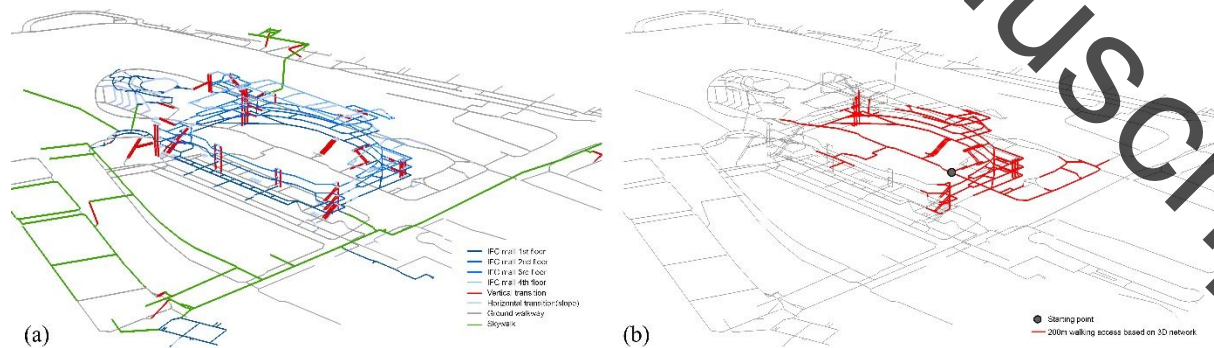 IFC mall 1st floor
IFC mall 2nd floor
IFC mall 3rd floor
IFC mall 4th floor
Vertical transition
Horizontal transition(slope)
Ground walkway
Skywalk
(a)
Starting point
200m walking access based on 3D network
(b)